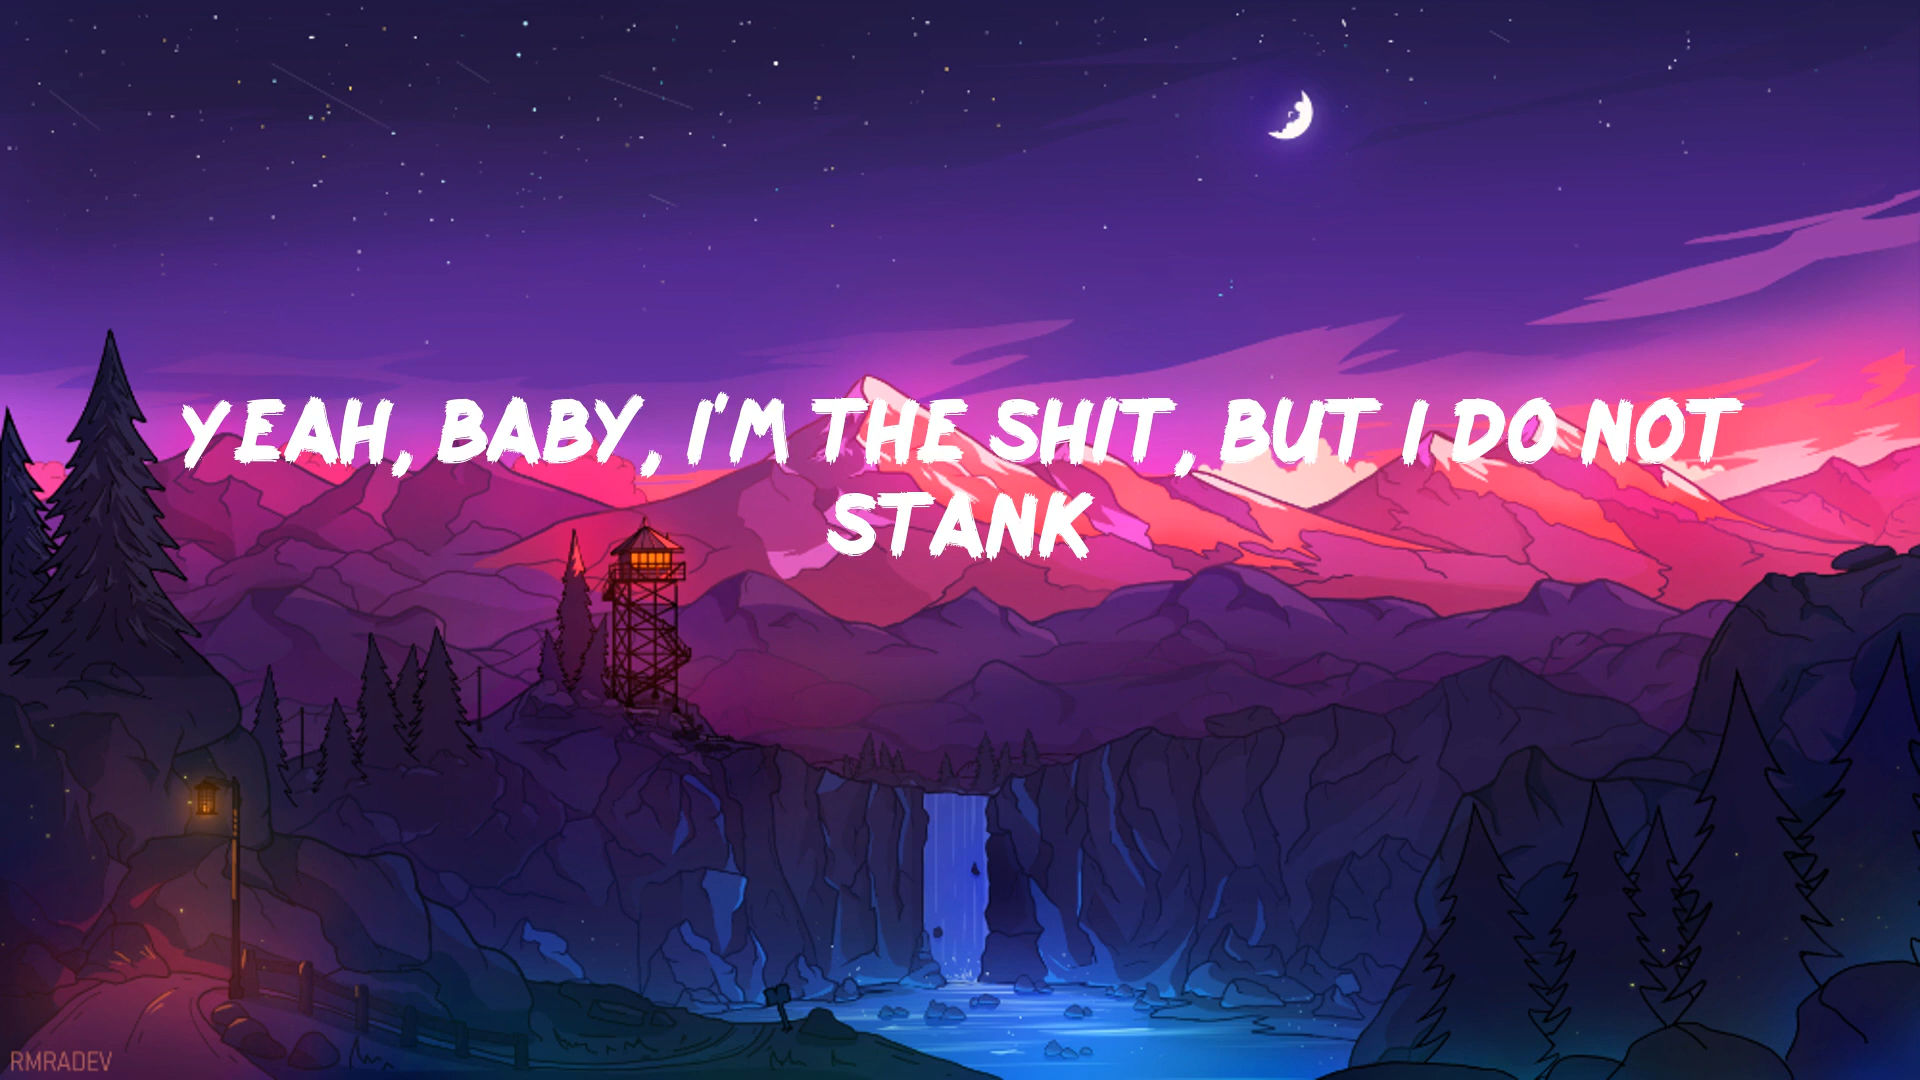 YEAH, BABY, I'M THE SHIT, BUT I DO NOT
STANK
RMRADEV